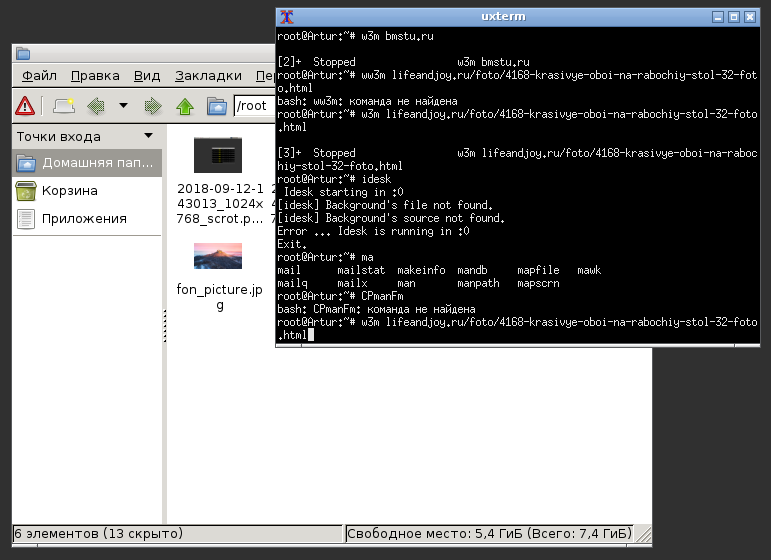 uxterm
root@Artur:~# w3m bmstu.ru
[2]+  Stopped                 w3m bmstu.ru
root@Artur:~# ww3m lifeandjoy.ru/foto/4168-krasivye-oboi-na-rabochiy-stol-32-fot
o.html
bash: ww3m: команда не найдена
root@Artur:~# w3m lifeandjoy.ru/foto/4168-krasivye-oboi-na-rabochiy-stol-32-foto
.html
[3]+  Stopped                 w3m lifeandjoy.ru/foto/4168-krasivye-oboi-na-raboc
hiy-stol-32-foto.html
root@Artur:~# idesk
 Idesk starting in :0
[idesk] Background's file not found.
[idesk] Background's source not found.
Error ... Idesk is running in :0
Exit.
root@Artur:~# ma
mail      mailstat  makeinfo  mandb     mapfile   mawk
mailq     mailx     man       manpath   mapscrn
root@Artur:~# CPmanFm
bash: CPmanFm: команда не найдена
root@Artur:~# w3m lifeandjoy.ru/foto/4168-krasivye-oboi-na-rabochiy-stol-32-foto
.html
Файл Правка Вид Закладки
/root
Точки входа
Домашняя пап...
Корзина
Приложения
2018-09-12-1
43013_1024x
768_scrot.p...
fon_picture.jp
g
6 элементов (13 скрыто)
Свободное место: 5,4 ГиБ (Всего: 7,4 ГиБ)